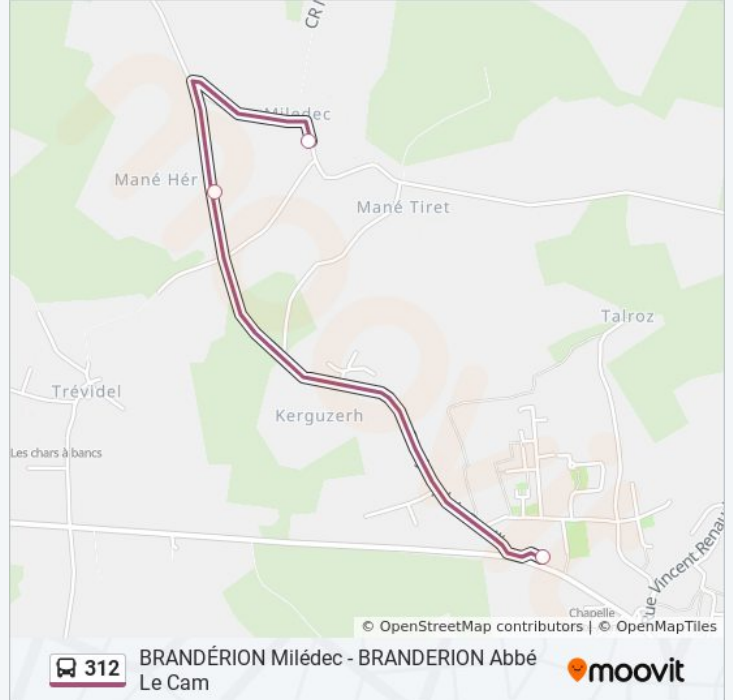 CR
Milédec
Mané Hér
Mané Tiret
Talroz
Trévidel
Kerguzerh
Les chars à bancs
Rue Vincent Renau
Chapelle
© OpenStreetMap contributors | © OpenMapTiles
312
BRANDÉRION Milédec - BRANDERION Abbé
Le Cam
moovit